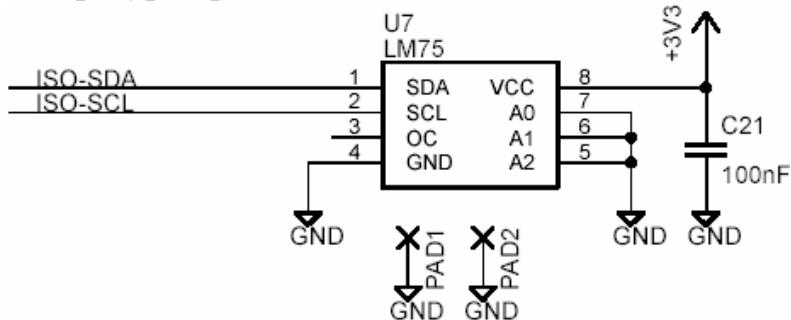 U7
LM75
+3V3
ISO-SDA 1 SDA VCC 8
ISO-SCL 2 SCL A0 7
3 OC A1 6
4 GND A2 5
C21
100nF
GND PAD1 PAD2 GND GND
GND GND